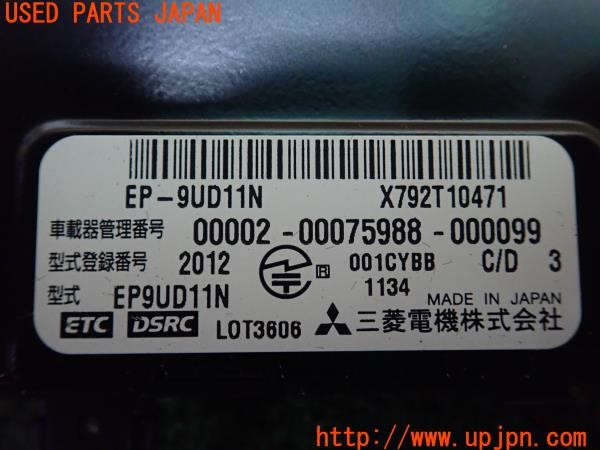 USED PARTS JAPAN
EP-9UD11N X792T10471
車載器管理番号 00002-00075988-000099
型式登録番号 2012 R 001CYBB C/D 3
型式 EP9UD11N 1134 MADE IN JAPAN
ETC DSRC LOT3606 三菱電機株式会社
www.upjpn.com